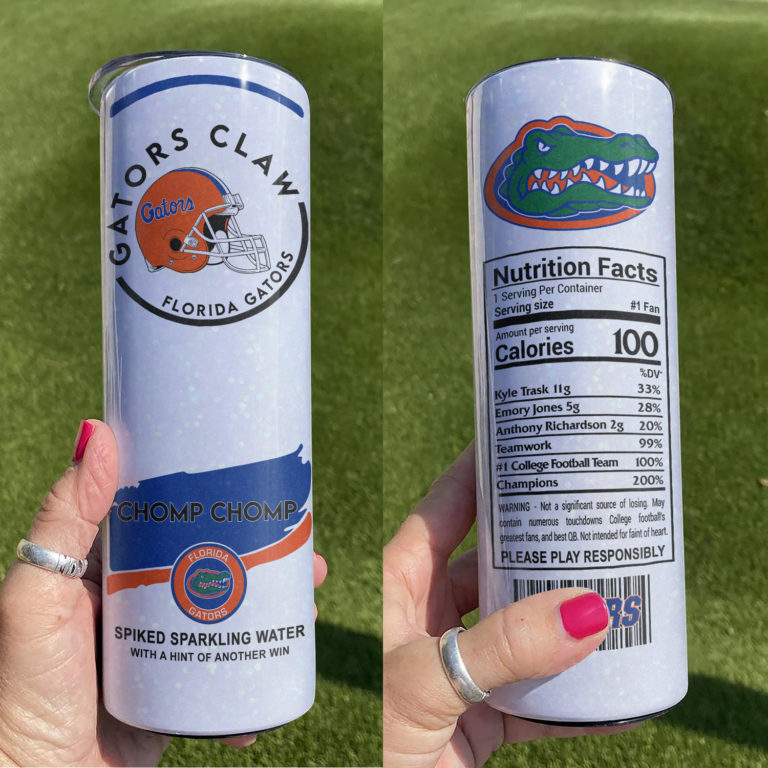 GATORS CLAW
Gators
FLORIDA GATORS
CHOMP CHOMP
FLORIDA
GATORS
SPIKED SPARKLING WATER
WITH A HINT OF ANOTHER WIN
Nutrition Facts
1 Serving Per Container
Serving size #1 Fan
Amount per serving
Calories 100
%DV*
Kyle Trask 11g 33%
Emory Jones 5g 28%
Anthony Richardson 2g 20%
Teamwork 99%
#1 College Football Team 100%
Champions 200%
WARNING - Not a significant source of losing. May
contain numerous touchdowns College football's
greatest fans, and best QB. Not intended for faint of heart.
PLEASE PLAY RESPONSIBLY